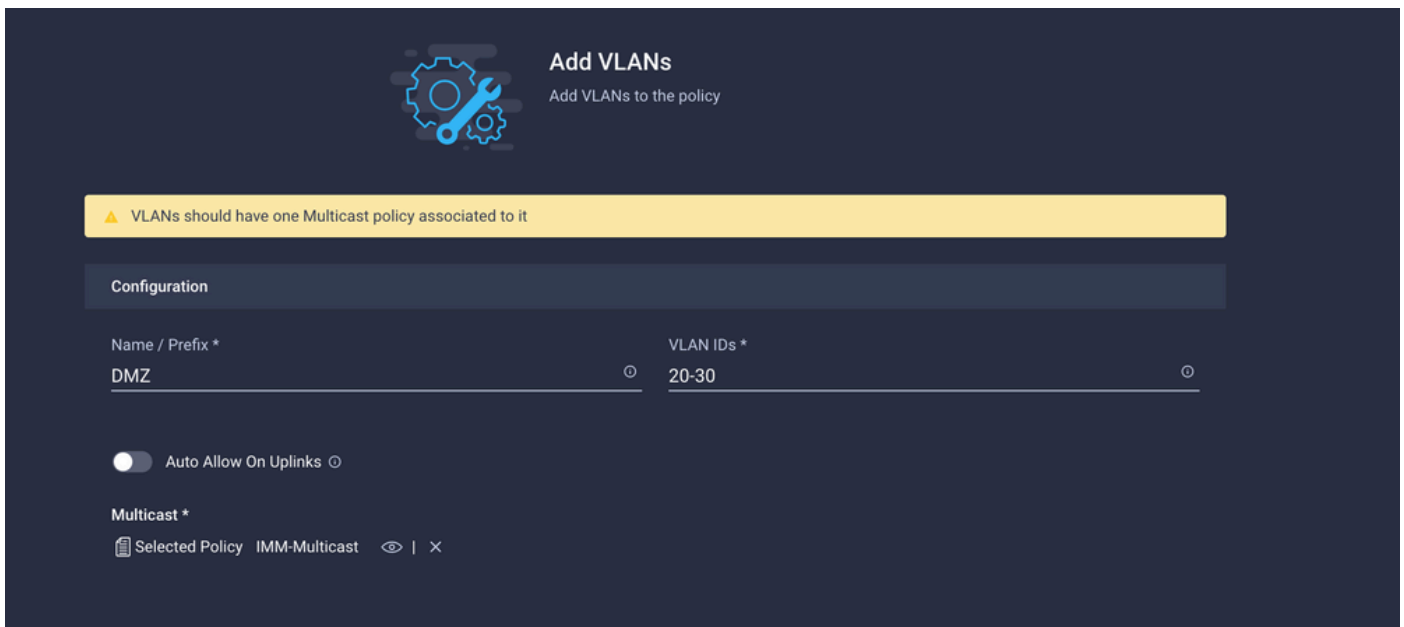 Add VLANs
Add VLANs to the policy
VLANs should have one Multicast policy associated to it
Configuration
Name / Prefix *
VLAN IDs *
DMZ
20-30
Auto Allow On Uplinks
Multicast *
Selected Policy IMM-Multicast |